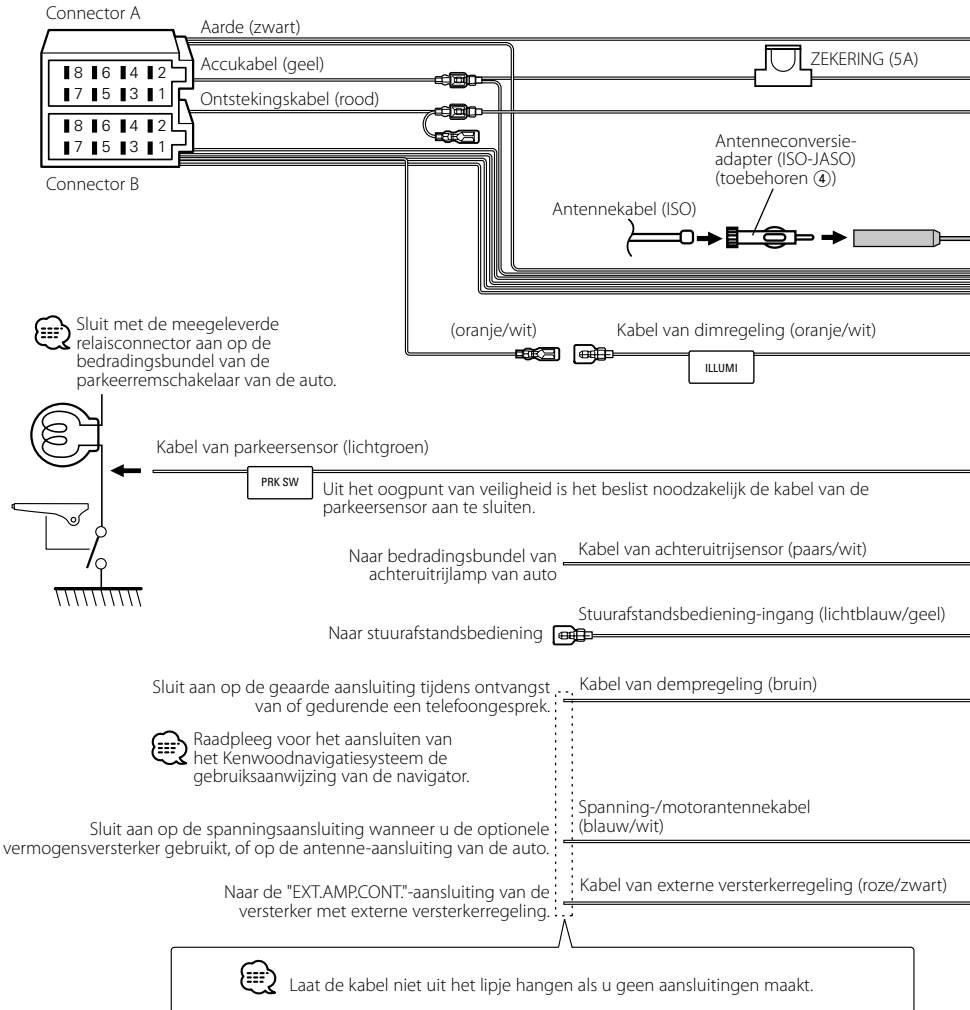 Connector A
Aarde (zwart)
Accukabel (geel)
ZEKERING (5A)
8 6 4 2
7 5 3 1
Ontstekingskabel (rood)
8 6 4 2
7 5 3 1
Connector B
Antenneconversie-
adapter (ISO-JASO)
(toebehoren ④)
Antennekabel (ISO)
Sluit met de meegeleverde
relaisconnector aan op de
bedradingsbundel van de
parkeerremschakelaar van de auto.
(oranje/wit)
Kabel van dimregeling (oranje/wit)
ILLUMI
Kabel van parkeersensor (lichtgroen)
PRK SW
Uit het oogpunt van veiligheid is het beslist noodzakelijk de kabel van de
parkeersensor aan te sluiten.
Naar bedradingsbundel van
achteruitrijlamp van auto
Kabel van achteruitrijsensor (paars/wit)
Stuurafstandsbediening-ingang (lichtblauw/geel)
Naar stuurafstandsbediening
Sluit aan op de geaarde aansluiting tijdens ontvangst
van of gedurende een telefoongesprek.
Kabel van dempregeling (bruin)
Raadpleeg voor het aansluiten van
het Kenwoodnavigatiesysteem de
gebruiksaanwijzing van de navigator.
Spanning-/motorantennekabel
(blauw/wit)
Sluit aan op de spanningsaansluiting wanneer u de optionele
vermogensversterker gebruikt, of op de antenne-aansluiting van de auto.
Kabel van externe versterkerregeling (roze/zwart)
Naar de "EXT.AMP.CONT."-aansluiting van de
versterker met externe versterkerregeling.
Laat de kabel niet uit het lipje hangen als u geen aansluitingen maakt.